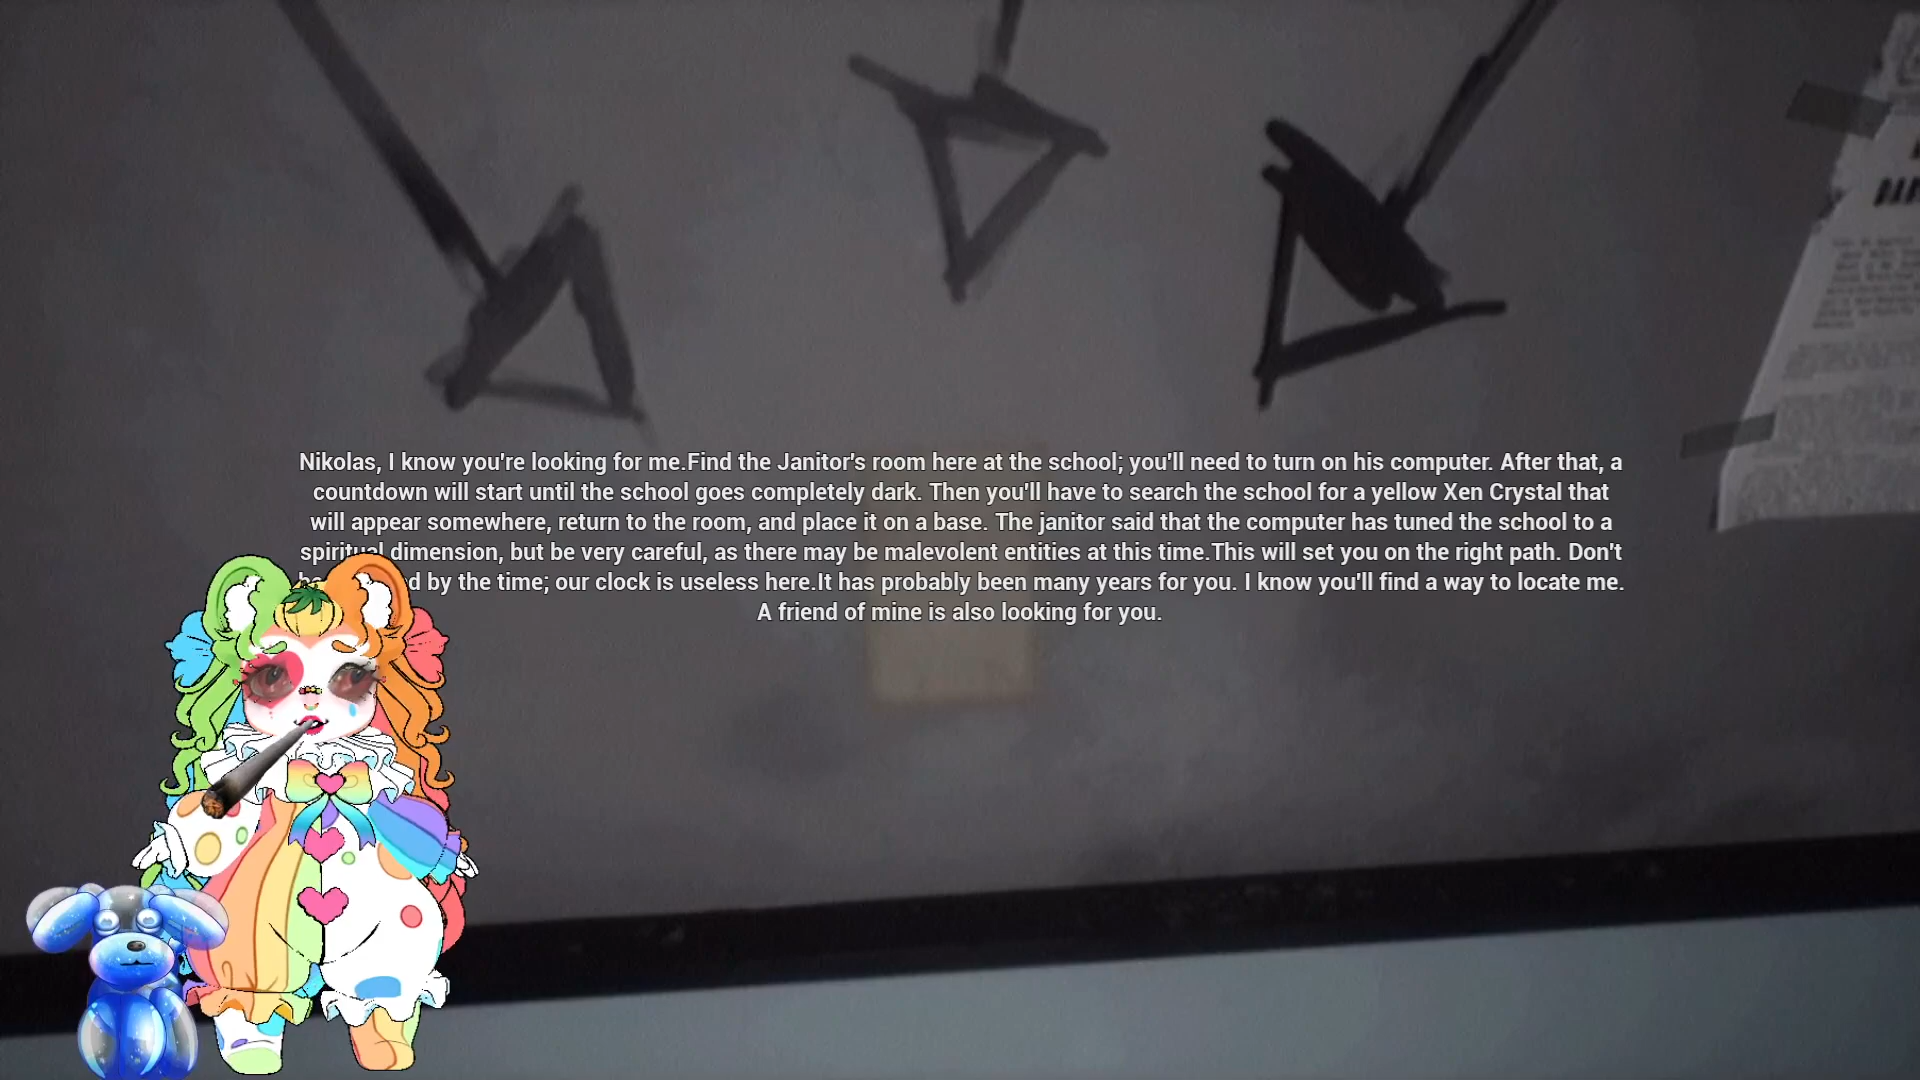 Nikolas, I know you're looking for me.Find the Janitor's room here at the school; you'll need to turn on his computer. After that, a
countdown will start until the school goes completely dark. Then you'll have to search the school for a yellow Xen Crystal that
will appear somewhere, return to the room, and place it on a base. The janitor said that the computer has tuned the school to a
spiritual dimension, but be very careful, as there may be malevolent entities at this time.This will set you on the right path. Don't
by the time; our clock is useless here.It has probably been many years for you. I know you'll find a way to locate me.
A friend of mine is also looking for you.